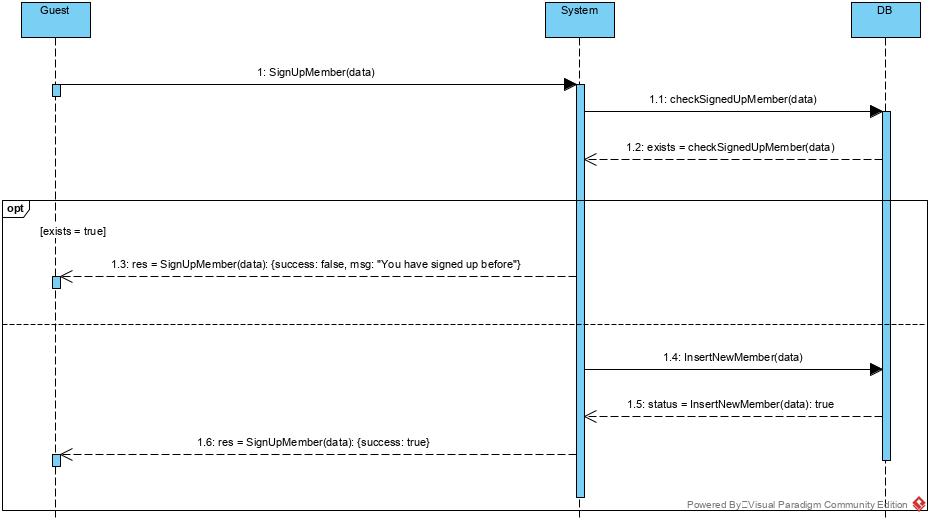 Guest
System
DB
1: SignUpMember(data)
1.1: checkSignedUpMember(data)
1.2: exists = checkSignedUpMember(data)
opt
[exists = true]
1.3: res = SignUpMember(data): {success: false, msg: "You have signed up before"}
1.4: InsertNewMember(data)
1.5: status = InsertNewMember(data): true
1.6: res = SignUpMember(data): {success: true}
Powered By Visual Paradigm Community Edition